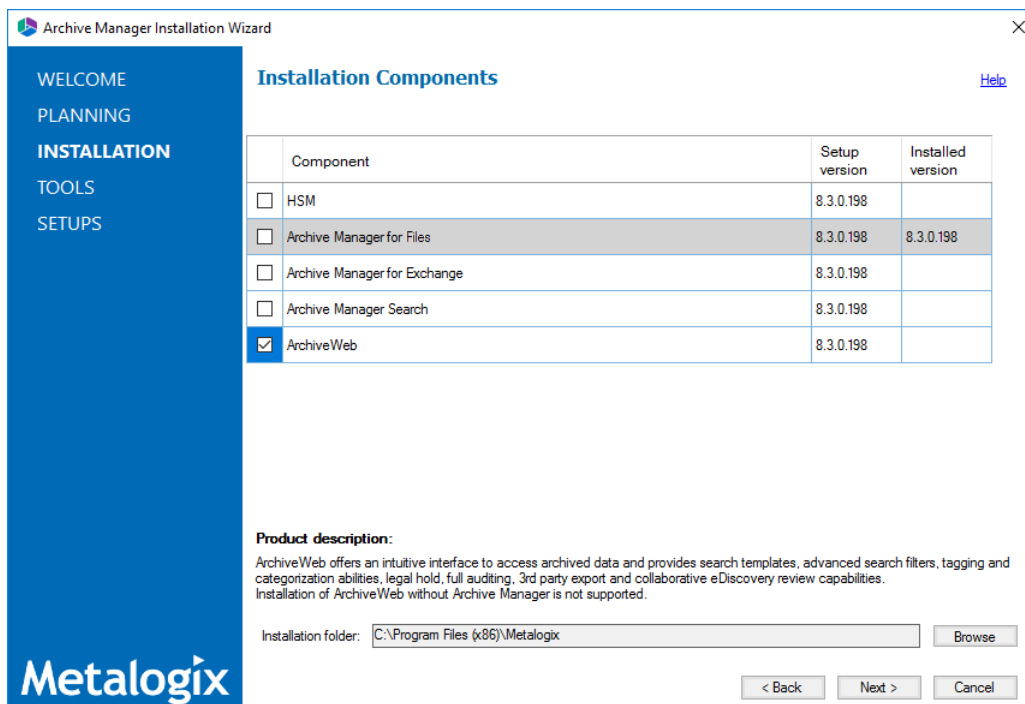 Archive Manager Installation Wizard
WELCOME
PLANNING
INSTALLATION
TOOLS
SETUPS
Metalogix
Installation Components
Help
Component Setup version Installed version
HSM 8.3.0.198
Archive Manager for Files 8.3.0.198 8.3.0.198
Archive Manager for Exchange 8.3.0.198
Archive Manager Search 8.3.0.198
ArchiveWeb 8.3.0.198
Product description:
ArchiveWeb offers an intuitive interface to access archived data and provides search templates, advanced search filters, tagging and
categorization abilities, legal hold, full auditing, 3rd party export and collaborative eDiscovery review capabilities.
Installation of ArchiveWeb without Archive Manager is not supported.
Installation folder: C:\Program Files (x86)\Metalogix Browse
< Back Next > Cancel